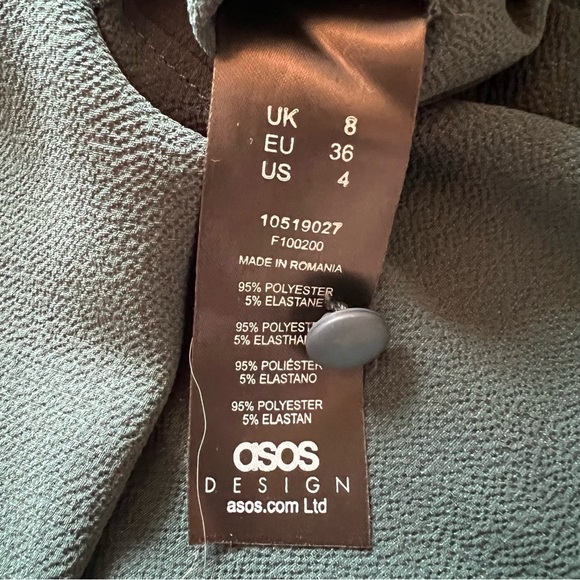 UK 8
EU 36
US 4
10519027
F100200
MADE IN ROMANIA
95% POLYESTER
5% ELASTANE
95%
5%
95% POLIÉSTER
5% ELASTANO
95% POLYESTER
5% ELASTAN
asos
DESIGN
asos.com Ltd